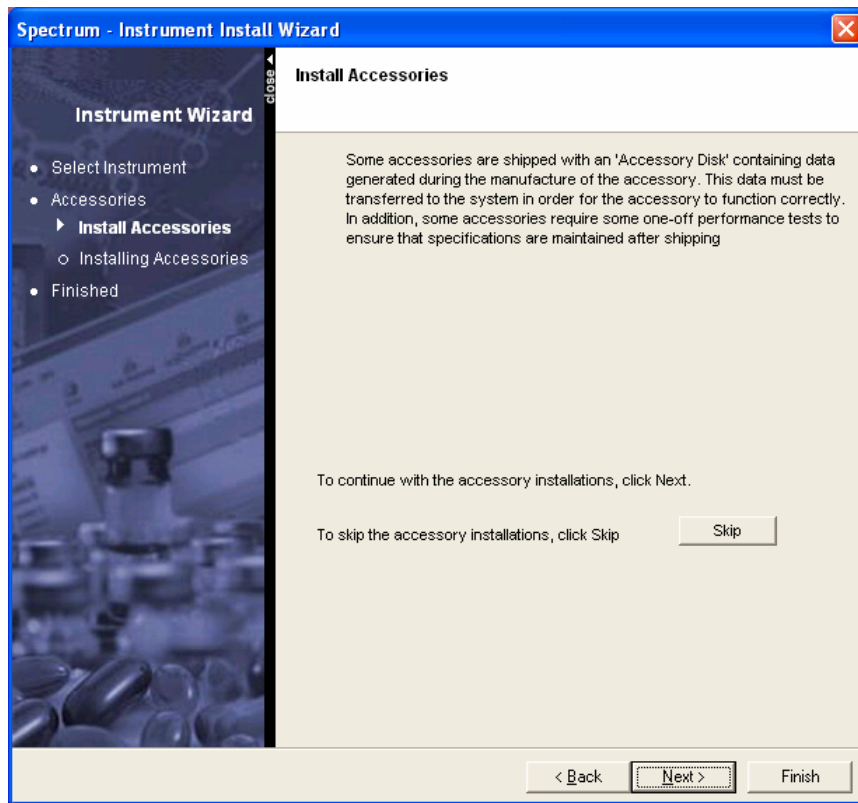 Spectrum - Instrument Install Wizard
close
Instrument Wizard
Select Instrument
Accessories
Install Accessories
Installing Accessories
Finished
Install Accessories
Some accessories are shipped with an 'Accessory Disk' containing data
generated during the manufacture of the accessory. This data must be
transferred to the system in order for the accessory to function correctly.
In addition, some accessories require some one-off performance tests to
ensure that specifications are maintained after shipping
To continue with the accessory installations, click Next.
To skip the accessory installations, click Skip
Skip
< Back
Next >
Finish